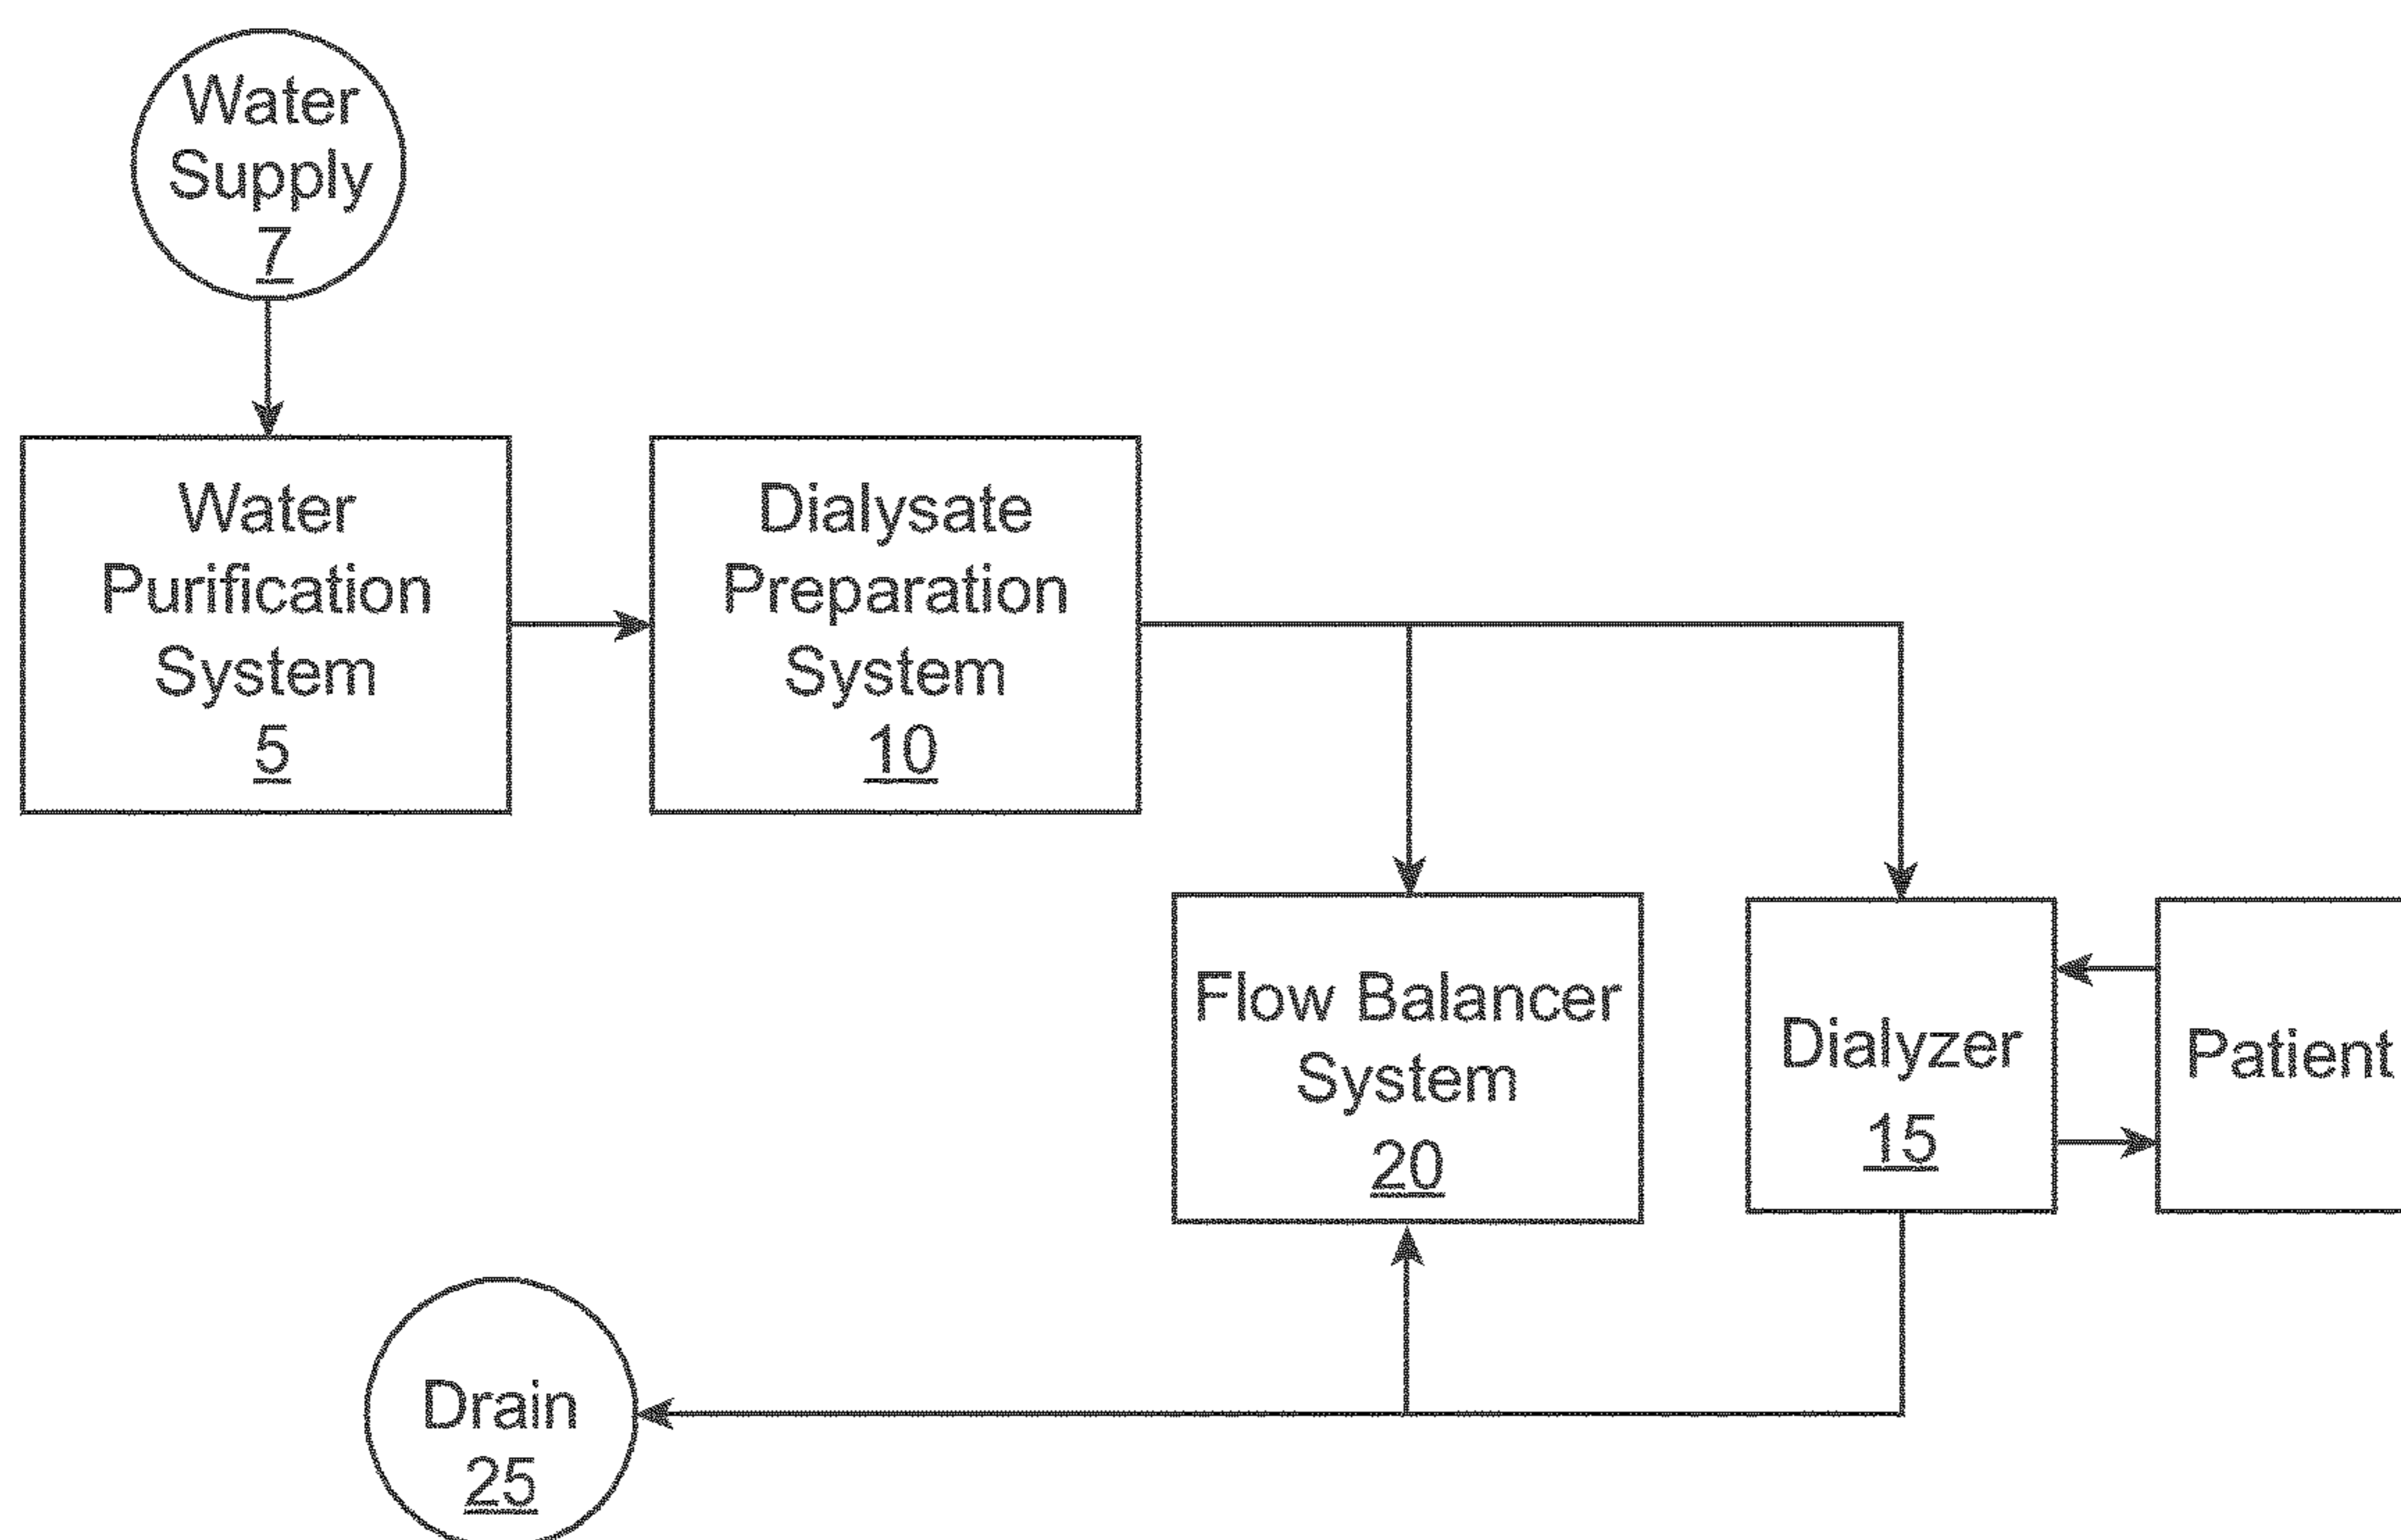 Water
Supply
7
Water
Purification
System
5
Dialysate
Preparation
System
10
Flow Balancer
System
20
Dialyzer
15
Patient
Drain
25